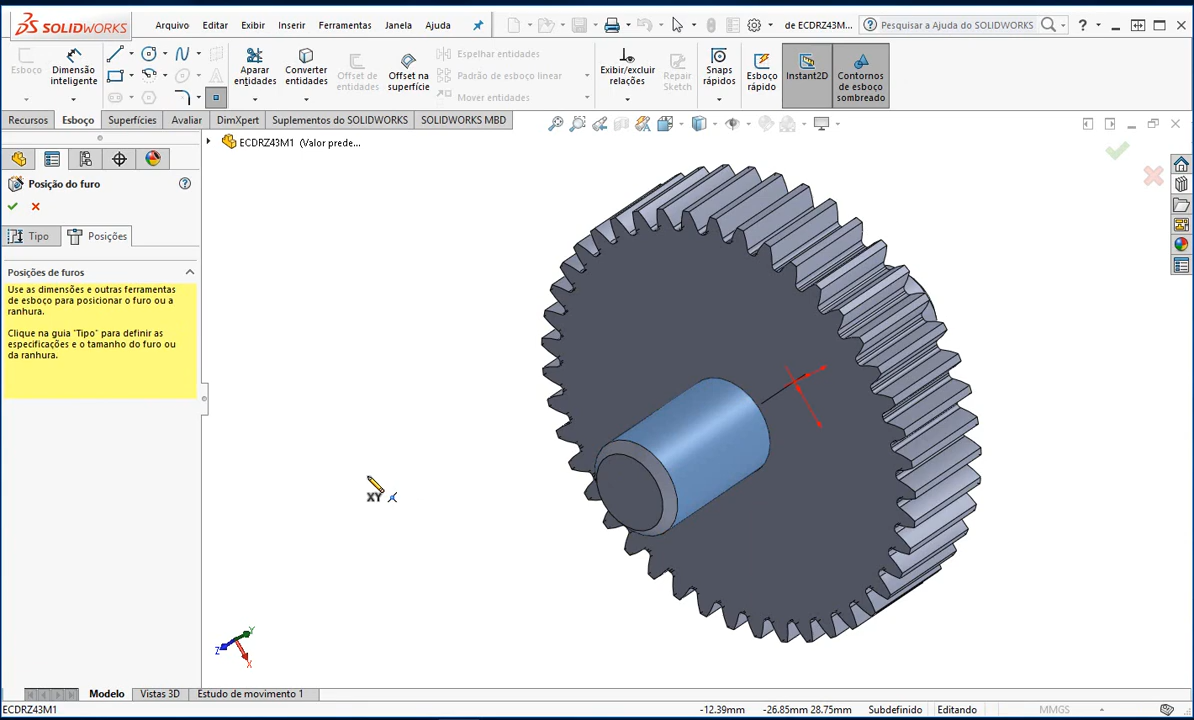 SOLIDWORKS
Arquivo
Editar
Exibir
Inserir
Ferramentas
Janela
Ajuda
de ECDRZ43M...
Pesquisar a Ajuda do SOLIDWORKS
Esboço
Dimensão
inteligente
Aparar
entidades
Converter
entidades
Offset de
entidades
Offset na
superfície
Espelhar entidades
Padrão de esboço linear
Mover entidades
Exibir/excluir
relações
Repair
Sketch
Snaps
rápidos
Esboço
rápido
Instant2D
Contornos
de esboço
sombreado
Recursos
Esboço
Superfícies
Avaliar
DimXpert
Suplementos do SOLIDWORKS
SOLIDWORKS MBD
ECDRZ43M1 (Valor prede...
Posição do furo
Tipo
Posições
Posições de furos
Use as dimensões e outras ferramentas
de esboço para posicionar o furo ou a
ranhura.
Clique na guia "Tipo" para definir as
especificações e o tamanho do furo ou
da ranhura.
XY
Y
Z
X
Modelo
Vistas 3D
Estudo de movimento 1
ECDRZ43M1
-12.39mm
-26.85mm 28.75mm
Subdefinido
Editando
MMGS